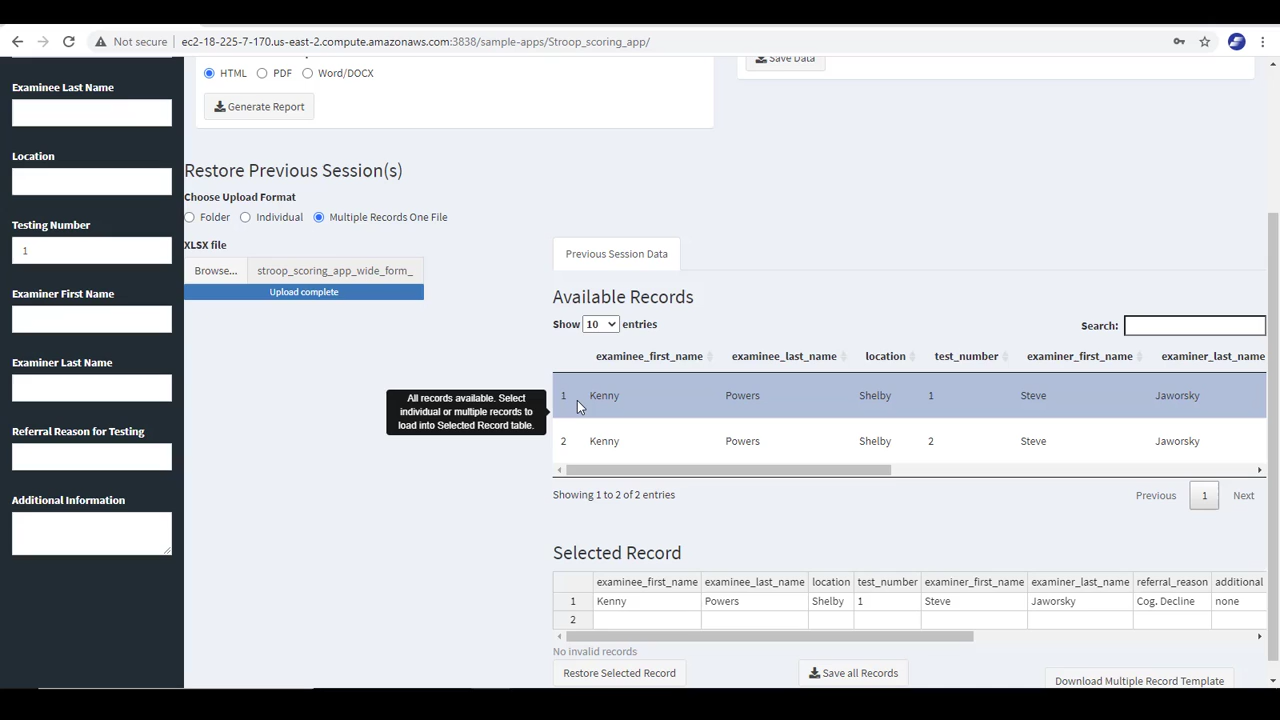 Not secure ec2-18-225-7-170.us-east-2.compute.amazonaws.com:3838/sample-apps/Stroop_scoring_app/
Examinee Last Name
Location
Testing Number
1
Examiner First Name
Examiner Last Name
Referral Reason for Testing
Additional Information
HTML PDF Word/DOCX
Generate Report
Save Data
Restore Previous Session(s)
Choose Upload Format
Folder Individual Multiple Records One File
XLSX file
Browse... stroop_scoring_app_wide_form_
Upload complete
Previous Session Data
Available Records
Show 10 entries
Search:
examinee_first_name examinee_last_name location test_number examiner_first_name examiner_last_name
1 Kenny Powers Shelby 1 Steve Jaworsky
2 Kenny Powers Shelby 2 Steve Jaworsky
All records available. Select
individual or multiple records to
load into Selected Record table.
Showing 1 to 2 of 2 entries
Previous 1 Next
Selected Record
examinee_first_name examinee_last_name location test_number examiner_first_name examiner_last_name referral_reason additional
1 Kenny Powers Shelby 1 Steve Jaworsky Cog. Decline none
2
No invalid records
Restore Selected Record
Save all Records
Download Multiple Record Template